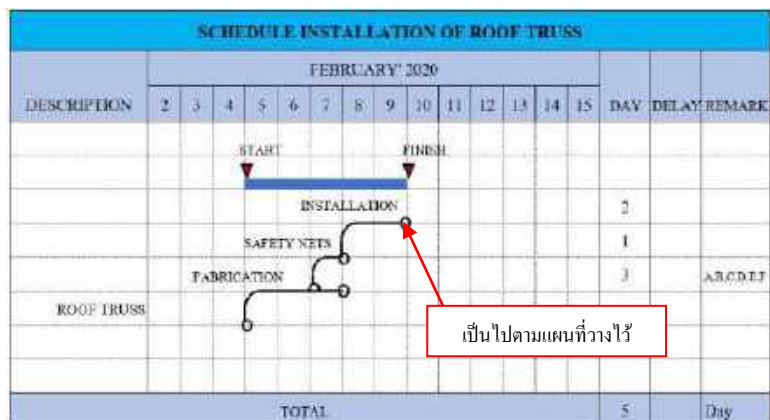 SCHEDULE INSTALLATION OF ROOF TRUSS
FEBRUARY' 2020
DESCRIPTION 2 3 4 5 6 7 8 9 10 11 12 13 14 15 DAY DELAY REMARK
START FINISH
INSTALLATION 2
SAFETY NETS 1
FABRICATION 3 A.B.C.D.E.F
ROOF TRUSS
เป็นไปตามแผนที่วางไว้
TOTAL 5 Day